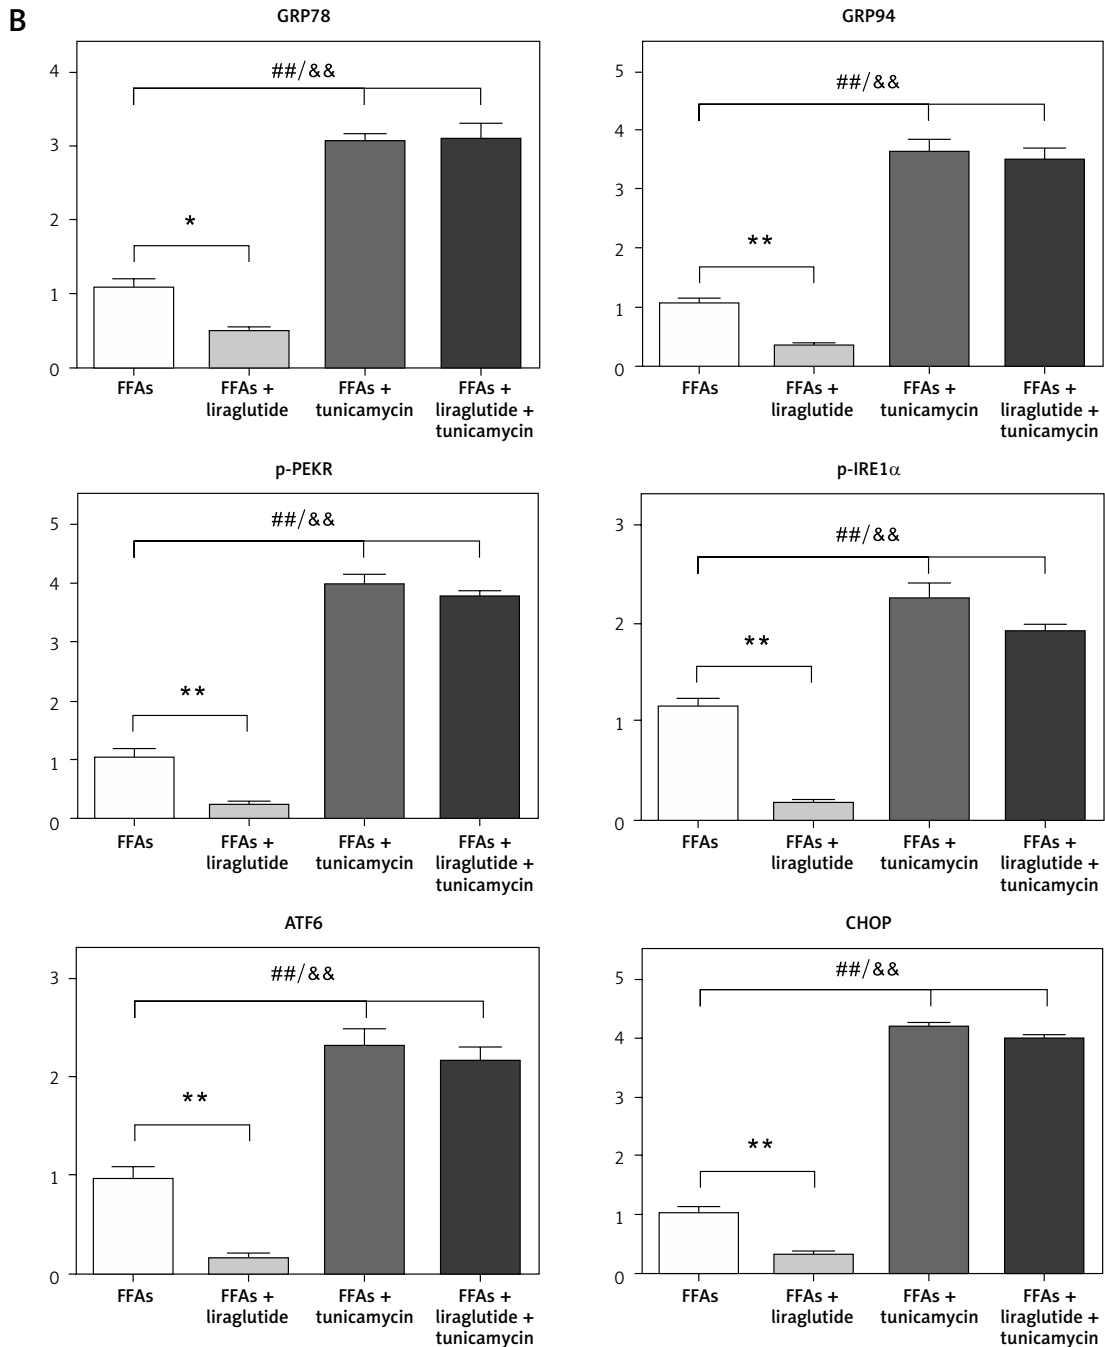 B
GRP78
4
3
2
1
0
##/&&
*
FFAs
FFAs +
liraglutide
FFAs +
tunicamycin
FFAs +
liraglutide +
tunicamycin
GRP94
5
4
3
2
1
0
##/&&
**
FFAs
FFAs +
liraglutide
FFAs +
tunicamycin
FFAs +
liraglutide +
tunicamycin
p-PEKR
5
4
3
2
1
0
##/&&
**
FFAs
FFAs +
liraglutide
FFAs +
tunicamycin
FFAs +
liraglutide +
tunicamycin
p-IRE1α
3
2
1
0
##/&&
**
FFAs
FFAs +
liraglutide
FFAs +
tunicamycin
FFAs +
liraglutide +
tunicamycin
ATF6
3
2
1
0
##/&&
**
FFAs
FFAs +
liraglutide
FFAs +
tunicamycin
FFAs +
liraglutide +
tunicamycin
CHOP
5
4
3
2
1
0
##/&&
**
FFAs
FFAs +
liraglutide
FFAs +
tunicamycin
FFAs +
liraglutide +
tunicamycin